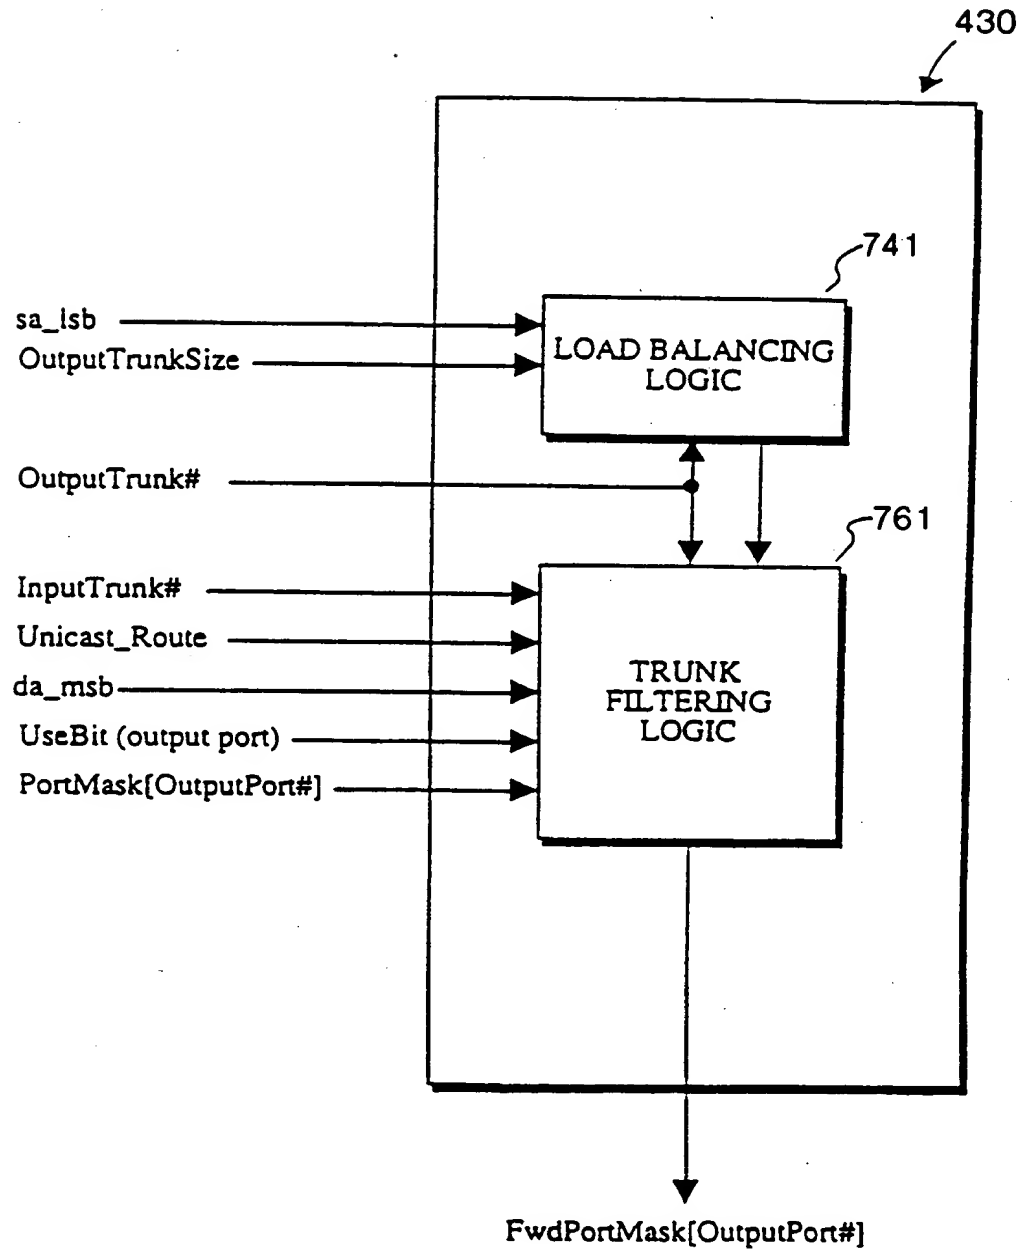 430
741
sa_lsb
OutputTrunkSize
LOAD BALANCING
LOGIC
OutputTrunk#
761
InputTrunk#
Unicast_Route
da_msb
UseBit (output port)
PortMask[OutputPort#]
TRUNK
FILTERING
LOGIC
FwdPortMask[OutputPort#]